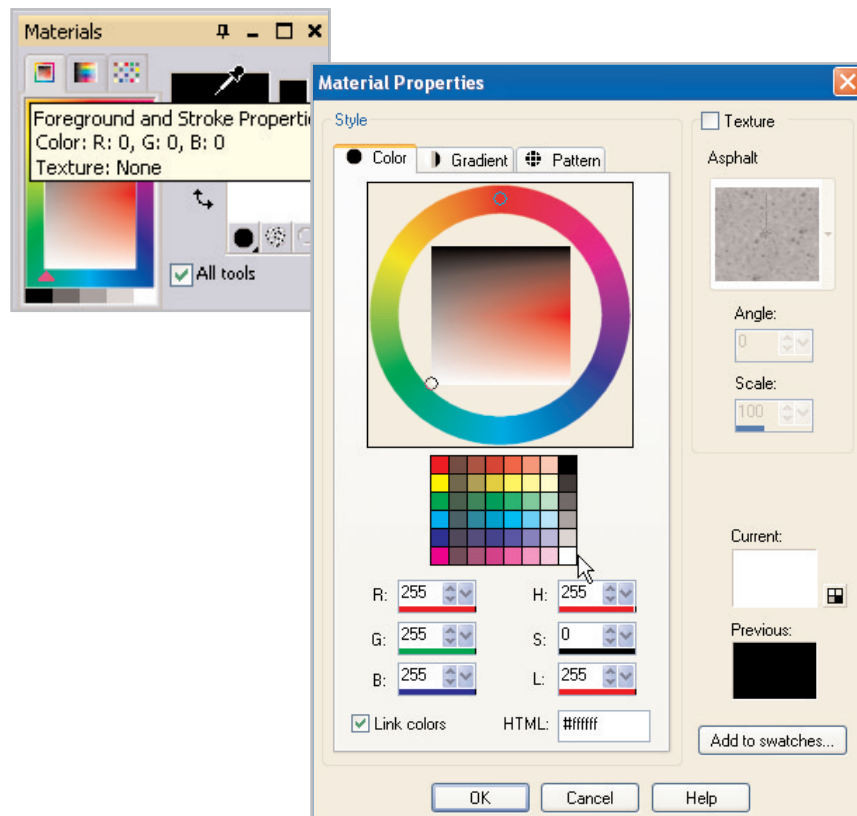 Materials
Foreground and Stroke Properti
Color: R: 0, G: 0, B: 0
Texture: None
All tools
Material Properties
Style
Color
Gradient
Pattern
R: 255
H: 255
G: 255
S: 0
B: 255
L: 255
Link colors
HTML: #ffffff
Texture
Asphalt
Angle:
0
Scale:
100
Current:
Previous:
Add to swatches...
OK
Cancel
Help